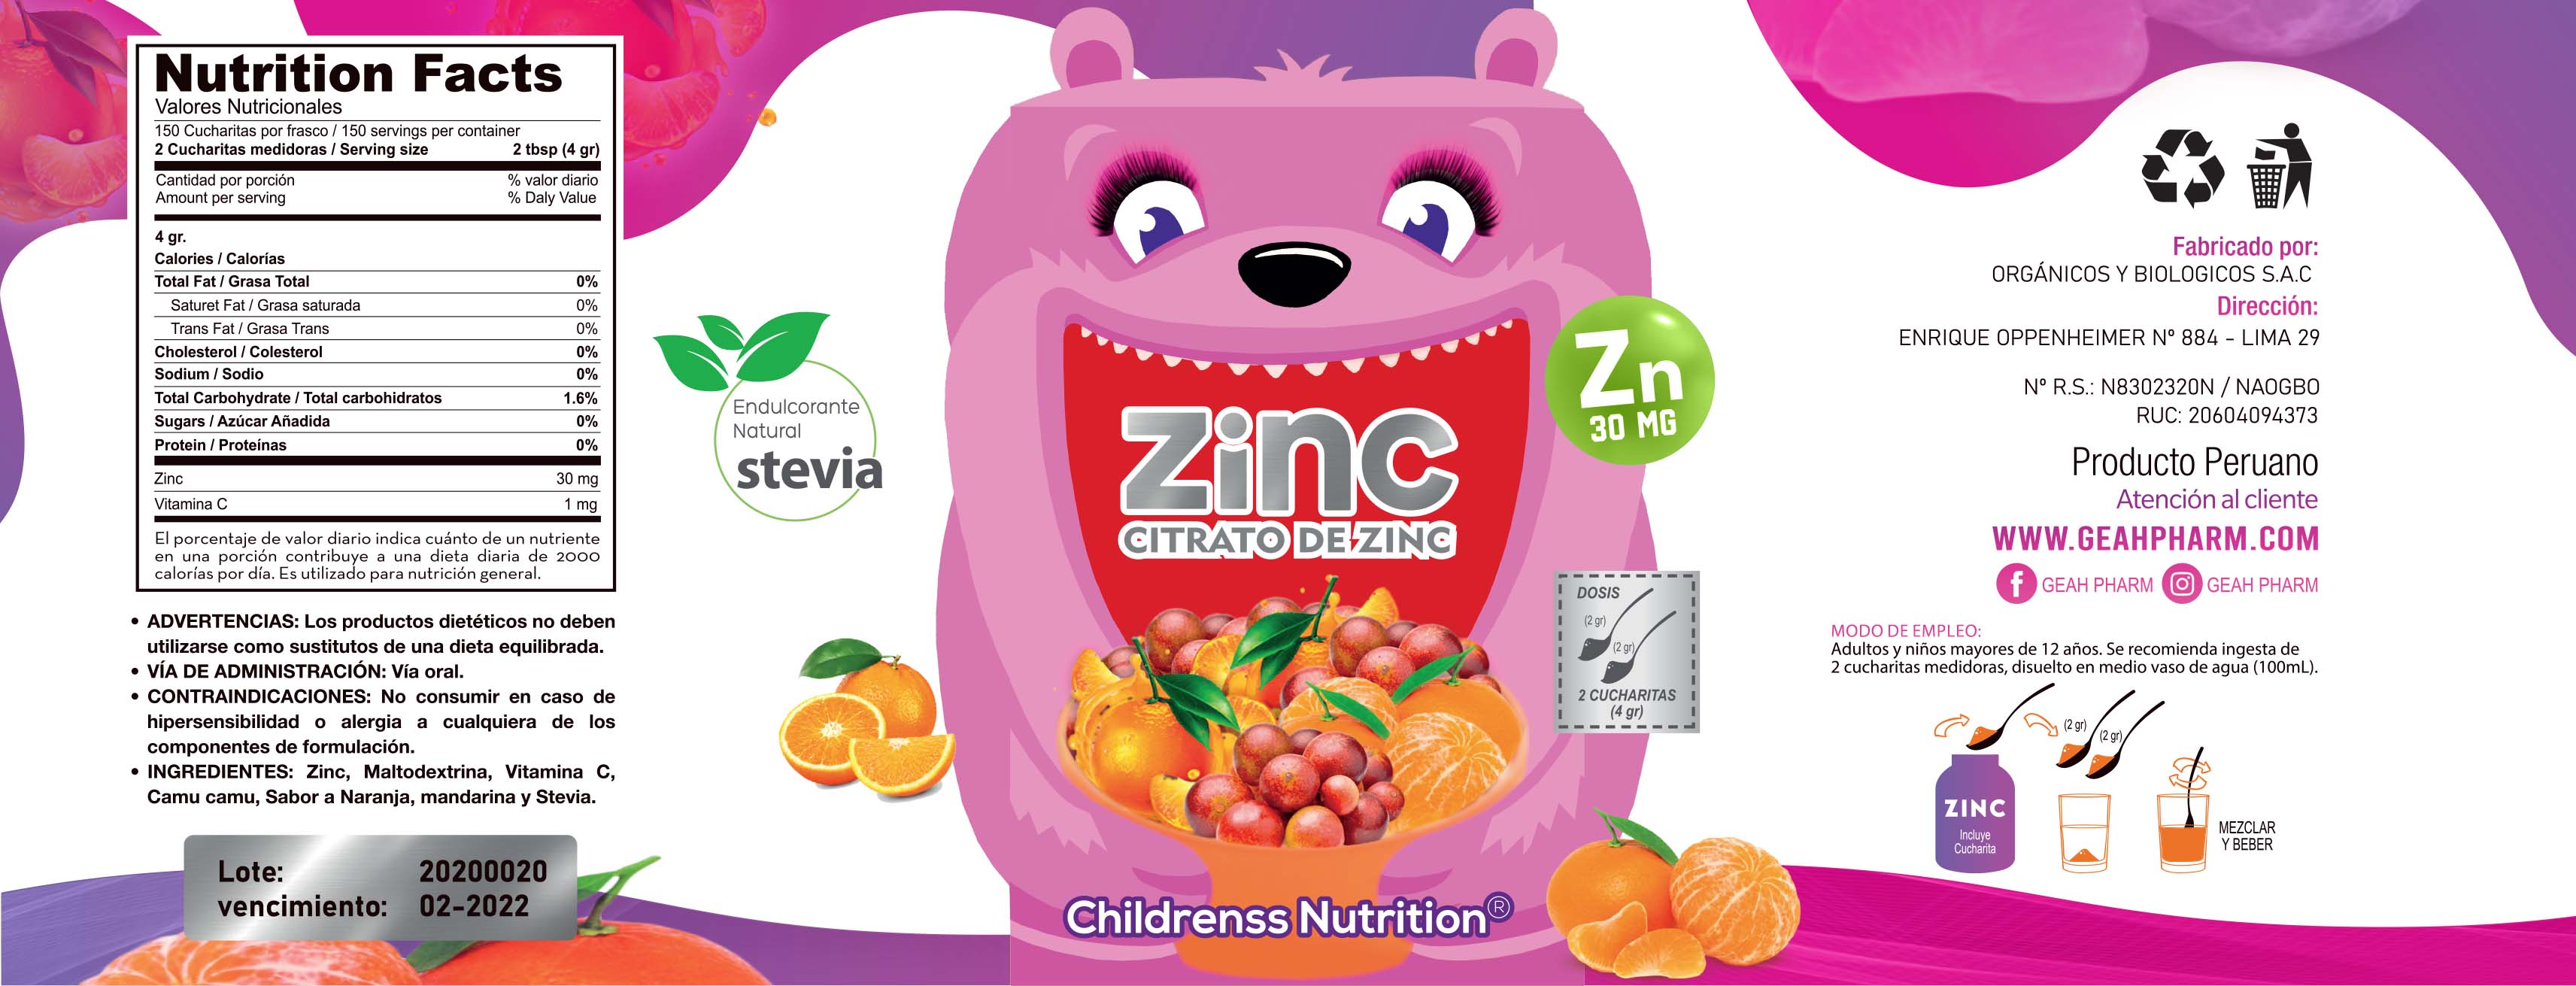 Nutrition Facts
Valores Nutricionales
150 Cucharitas por frasco / 150 servings per container
2 Cucharitas medidoras / Serving size 2 tbsp (4 gr)
Cantidad por porción % valor diario
Amount per serving % Daly Value
4 gr.
Calories / Calorías
Total Fat / Grasa Total 0%
Saturet Fat / Grasa saturada 0%
Trans Fat / Grasa Trans 0%
Cholesterol / Colesterol 0%
Sodium / Sodio 0%
Total Carbohydrate / Total carbohidratos 1.6%
Sugars / Azúcar Añadida 0%
Protein / Proteínas 0%
Zinc 30 mg
Vitamina C 1 mg
El porcentaje de valor diario indica cuánto de un nutriente
en una porción contribuye a una dieta diaria de 2000
calorías por día. Es utilizado para nutrición general.
• ADVERTENCIAS: Los productos dietéticos no deben
utilizarse como sustitutos de una dieta equilibrada.
• VÍA DE ADMINISTRACIÓN: Vía oral.
• CONTRAINDICACIONES: No consumir en caso de
hipersensibilidad o alergia a cualquiera de los
componentes de formulación.
• INGREDIENTES: Zinc, Maltodextrina, Vitamina C,
Camu camu, Sabor a Naranja, mandarina y Stevia.
Lote: 20200020
vencimiento: 02-2022
Endulcorante
Natural
stevia
Zinc
CITRATO DE ZINC
Childrenss Nutrition®
Zn
30 MG
DOSIS
(2 gr)
(2 gr)
2 CUCHARITAS
(4 gr)
Fabricado por:
ORGÁNICOS Y BIOLOGICOS S.A.C
Dirección:
ENRIQUE OPPENHEIMER Nº 884 - LIMA 29
Nº R.S.: N8302320N / NAOGBO
RUC: 20604094373
Producto Peruano
Atención al cliente
WWW.GEAHPHARM.COM
f GEAH PHARM GEAH PHARM
MODO DE EMPLEO:
Adultos y niños mayores de 12 años. Se recomienda ingesta de
2 cucharitas medidoras, disuelto en medio vaso de agua (100mL).
(2 gr)
(2 gr)
ZINC
Incluye
Cucharita
MEZCLAR
Y BEBER